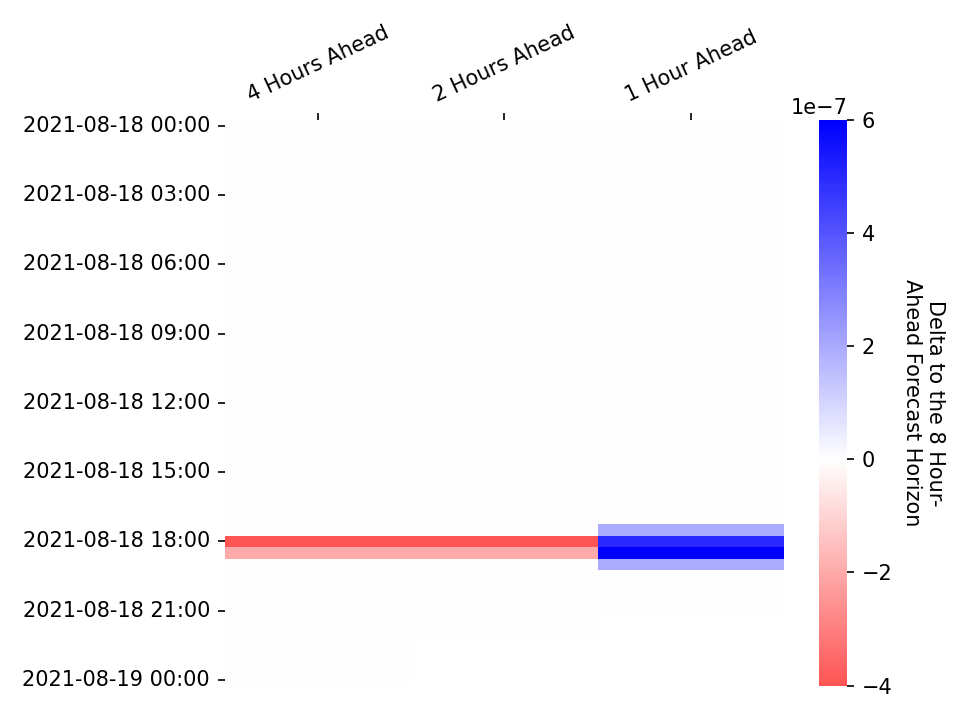 4 Hours Ahead
2 Hours Ahead
1 Hour Ahead
1e−7
2021-08-18 00:00
2021-08-18 03:00
2021-08-18 06:00
2021-08-18 09:00
2021-08-18 12:00
2021-08-18 15:00
2021-08-18 18:00
2021-08-18 21:00
2021-08-19 00:00
6
4
2
0
−2
−4
Delta to the 8 Hour-
Ahead Forecast Horizon